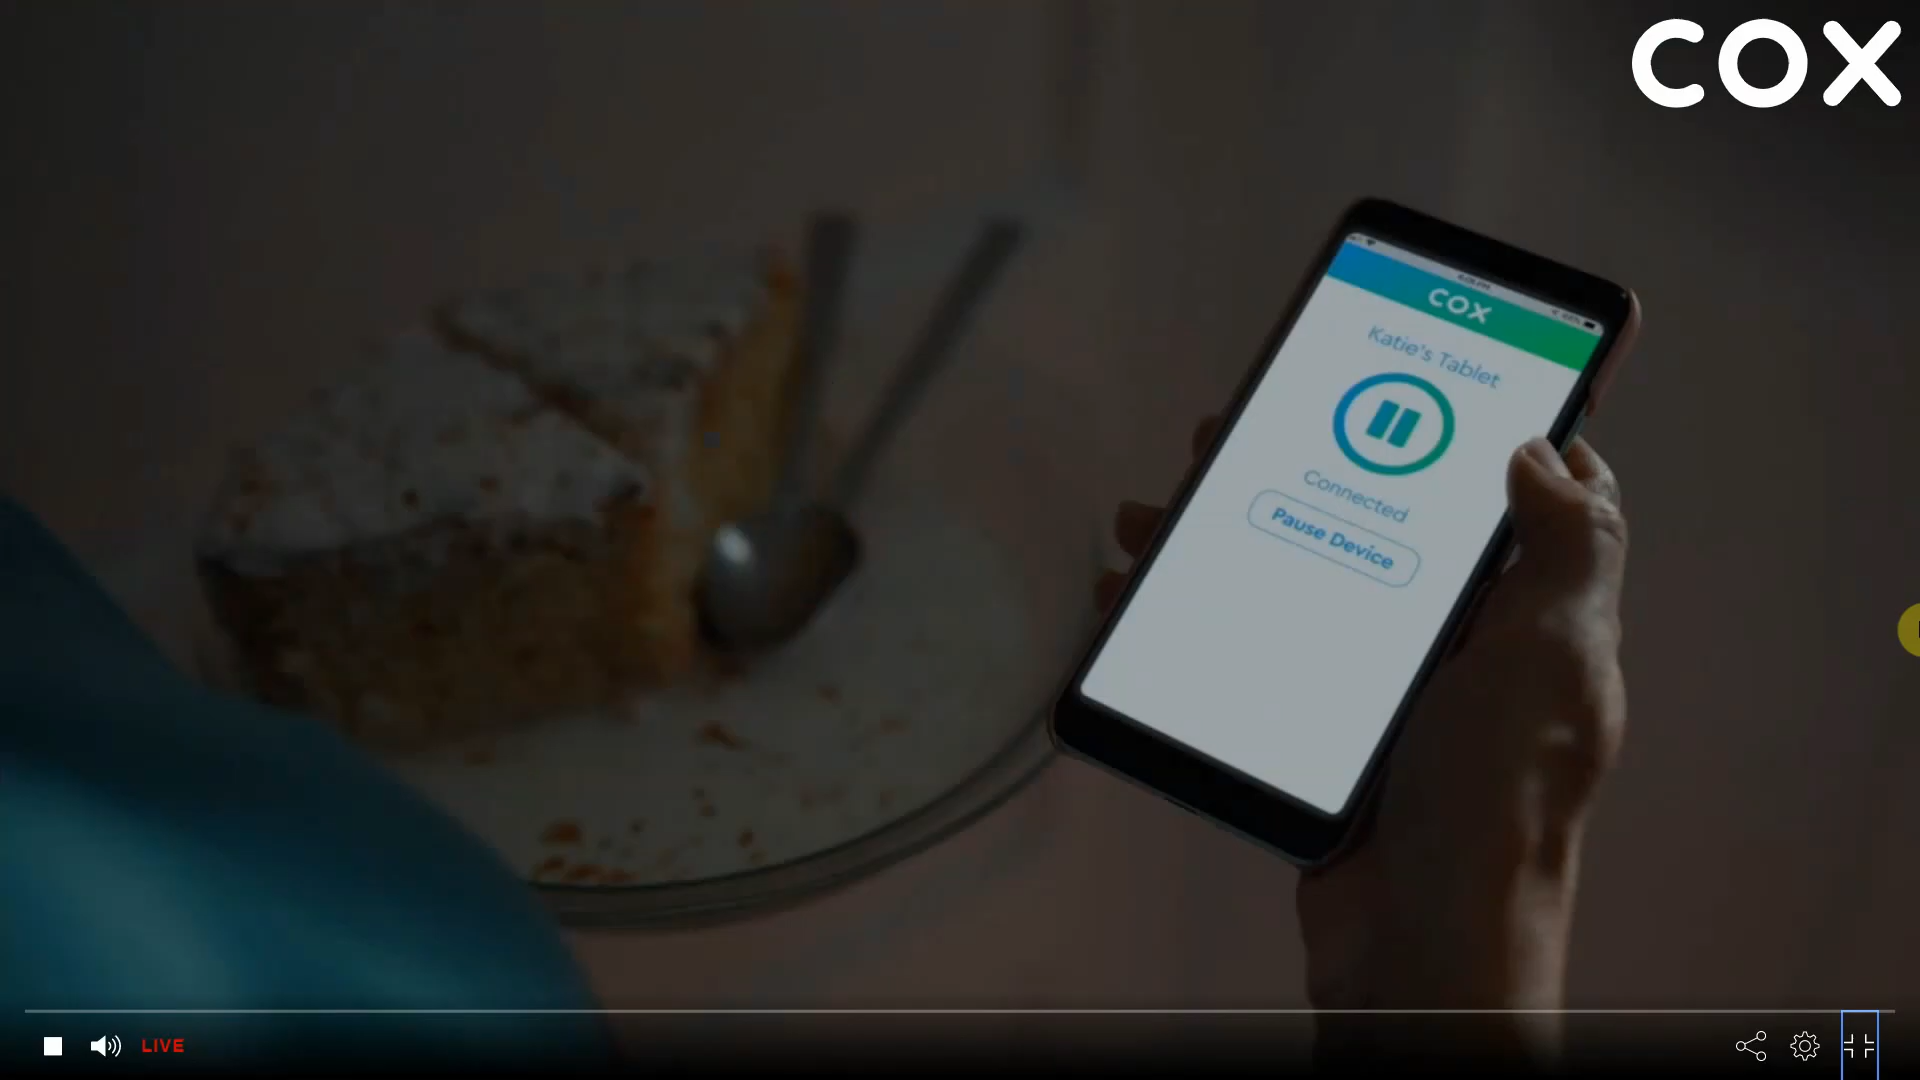 COX
COX
Katie's Tablet
Connected
Pause Device
LIVE